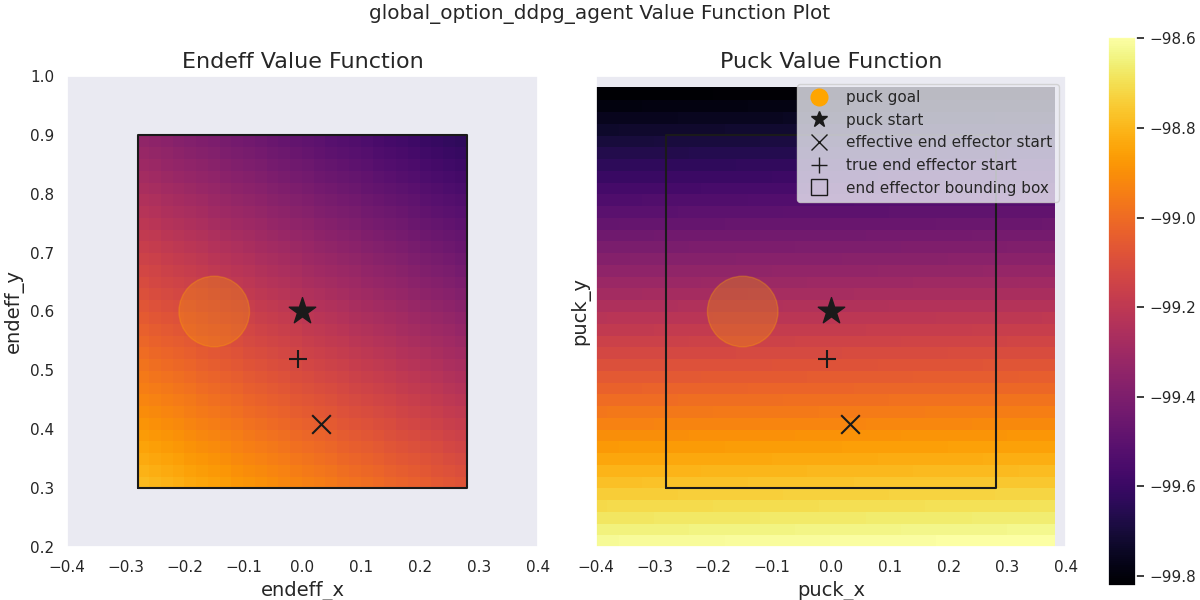 global_option_ddpg_agent Value Function Plot
Endeff Value Function
Puck Value Function
puck goal
puck start
effective end effector start
true end effector start
end effector bounding box
1.0
0.9
0.8
0.7
0.6
0.5
0.4
0.3
0.2
endeff_y
−0.4 −0.3 −0.2 −0.1 0.0 0.1 0.2 0.3 0.4
endeff_x
puck_y
−0.4 −0.3 −0.2 −0.1 0.0 0.1 0.2 0.3 0.4
puck_x
−98.6
−98.8
−99.0
−99.2
−99.4
−99.6
−99.8